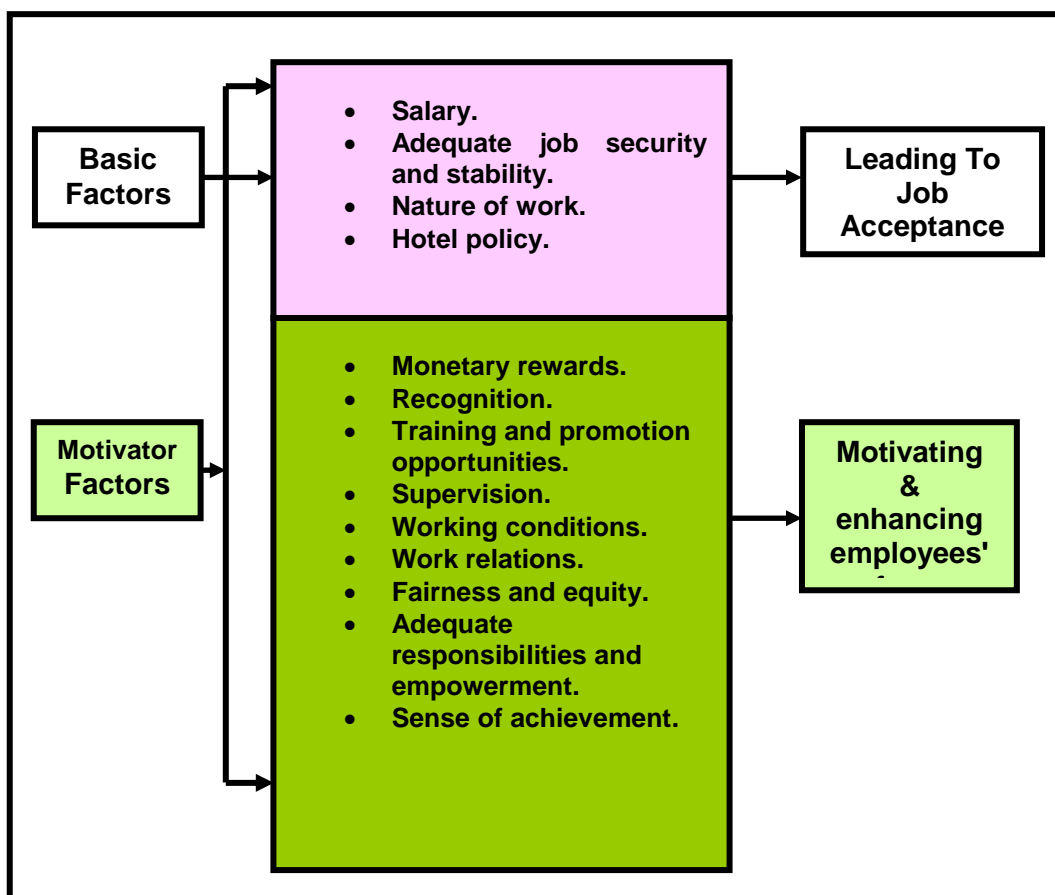 Basic
Factors
• Salary.
• Adequate job security
and stability.
• Nature of work.
• Hotel policy.
Leading To
Job
Acceptance
Motivator
Factors
• Monetary rewards.
• Recognition.
• Training and promotion
opportunities.
• Supervision.
• Working conditions.
• Work relations.
• Fairness and equity.
• Adequate
responsibilities and
empowerment.
• Sense of achievement.
Motivating
&
enhancing
employees'